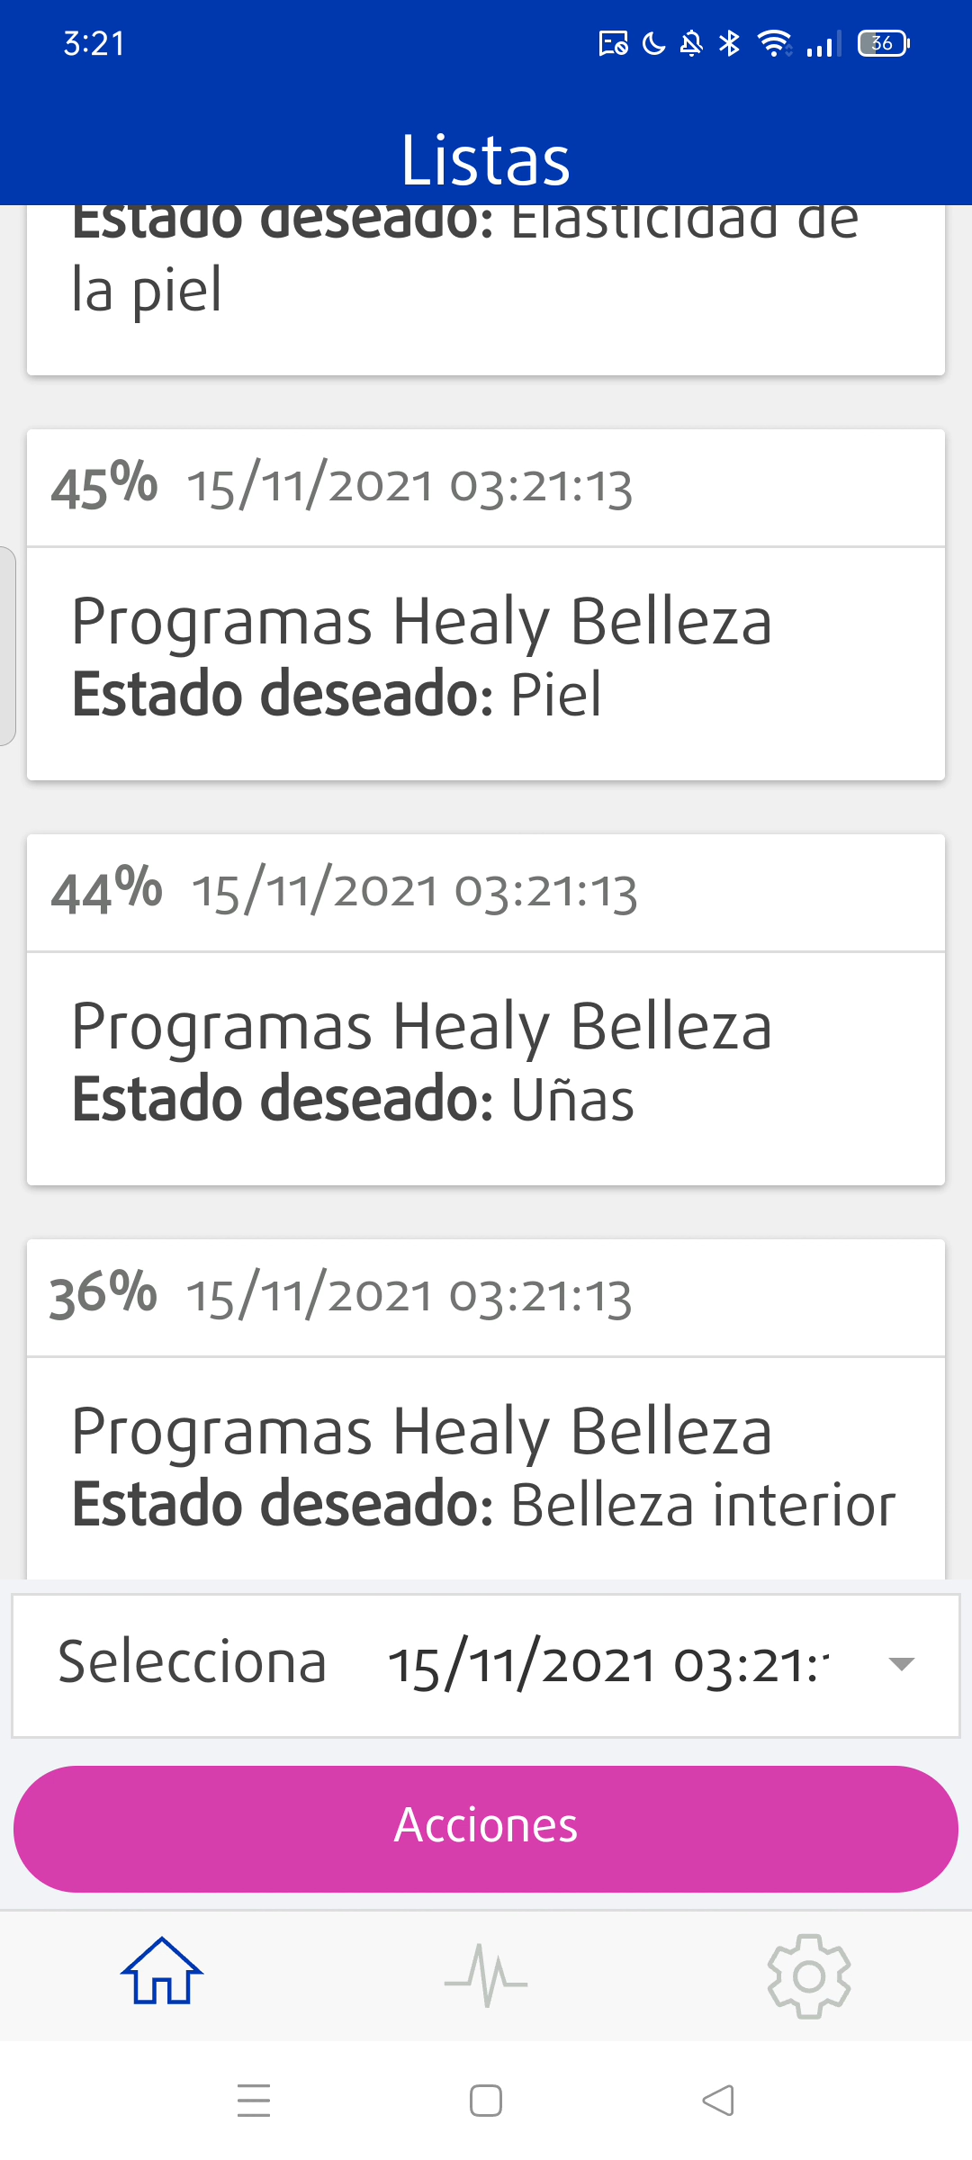 3:21
36
Listas
Estado deseado: Elasticidad de
la piel
45% 15/11/2021 03:21:13
Programas Healy Belleza
Estado deseado: Piel
44% 15/11/2021 03:21:13
Programas Healy Belleza
Estado deseado: Uñas
36% 15/11/2021 03:21:13
Programas Healy Belleza
Estado deseado: Belleza interior
Selecciona 15/11/2021 03:21:
Acciones